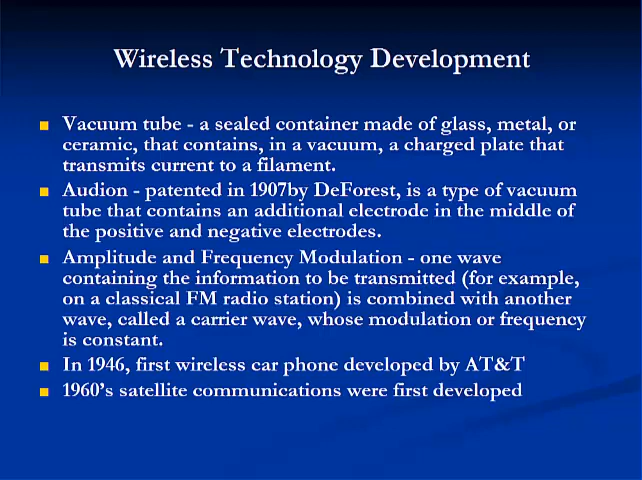 Wireless Technology Development
Vacuum tube - a sealed container made of glass, metal, or
ceramic, that contains, in a vacuum, a charged plate that
transmits current to a filament.
Audion - patented in 1907by DeForest, is a type of vacuum
tube that contains an additional electrode in the middle of
the positive and negative electrodes.
Amplitude and Frequency Modulation - one wave
containing the information to be transmitted (for example,
on a classical FM radio station) is combined with another
wave, called a carrier wave, whose modulation or frequency
is constant.
In 1946, first wireless car phone developed by AT&T
1960's satellite communications were first developed